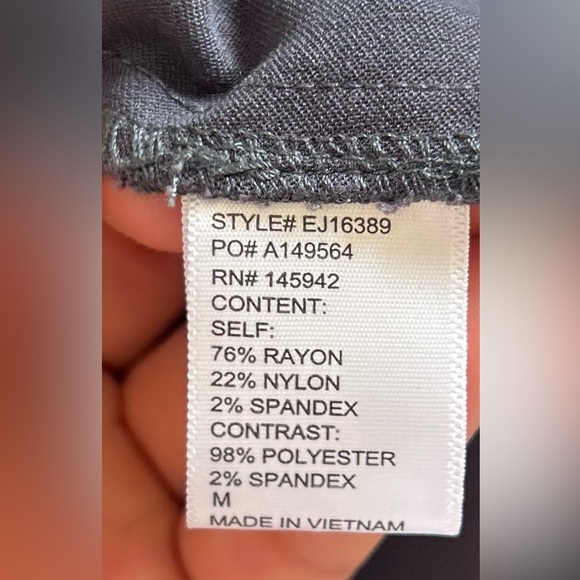 STYLE# EJ16389
PO# A149564
RN# 145942
CONTENT:
SELF:
76% RAYON
22% NYLON
2% SPANDEX
CONTRAST:
98% POLYESTER
2% SPANDEX
M
MADE IN VIETNAM